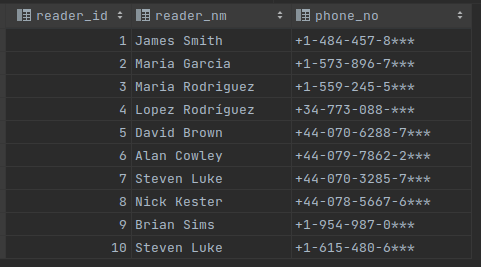 reader_id reader_nm phone_no
1 James Smith +1-484-457-8***
2 Maria Garcia +1-573-896-7***
3 Maria Rodriguez +1-559-245-5***
4 Lopez Rodríguez +34-773-088-***
5 David Brown +44-070-6288-7***
6 Alan Cowley +44-079-7862-2***
7 Steven Luke +44-070-3285-7***
8 Nick Kester +44-078-5667-6***
9 Brian Sims +1-954-987-0***
10 Steven Luke +1-615-480-6***